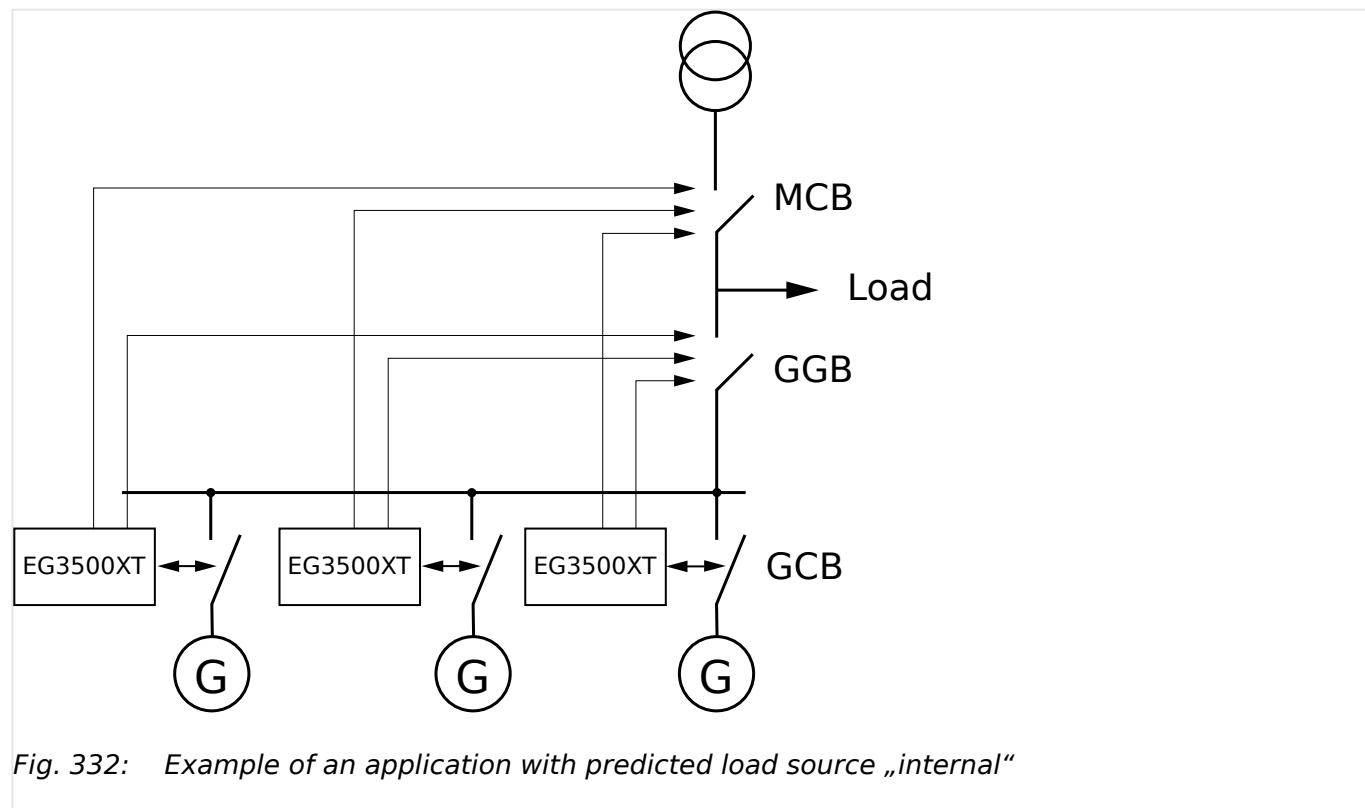 MCB
Load
GGB
EG3500XT
EG3500XT
EG3500XT
GCB
G
G
G
Fig. 332: Example of an application with predicted load source „internal“